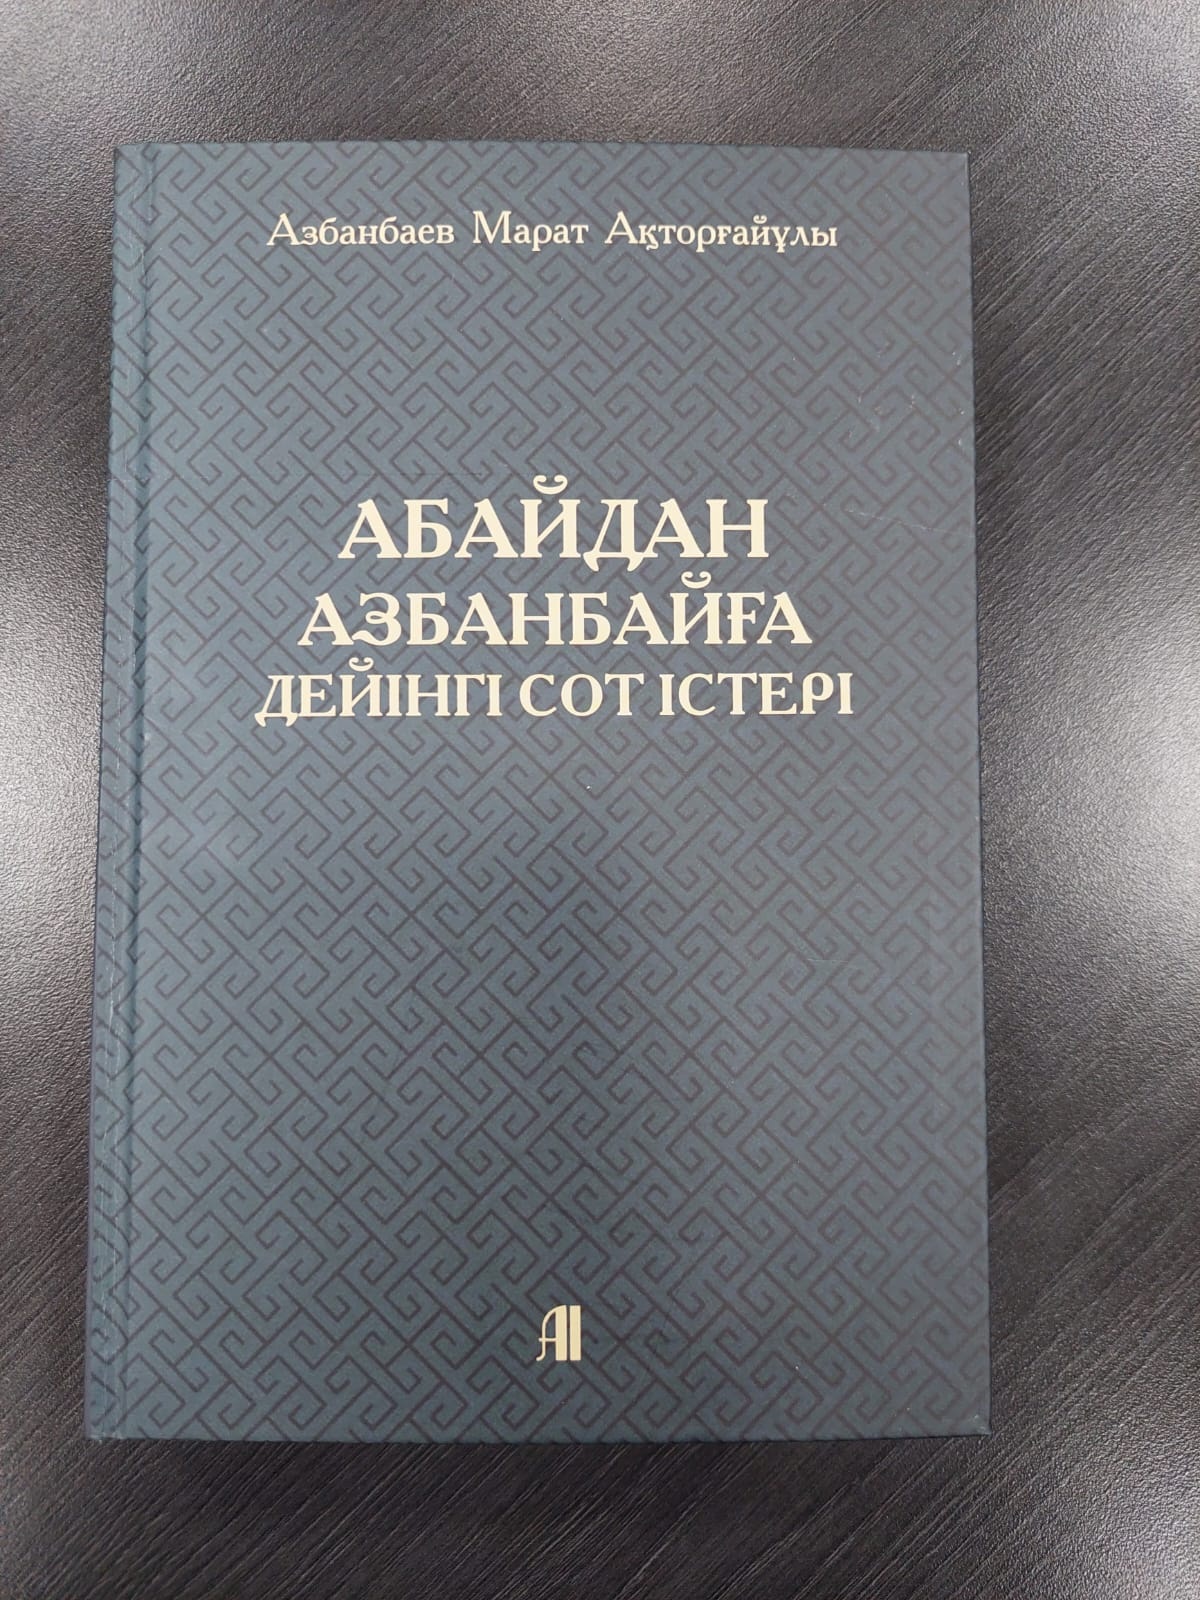 Азбанбаев Марат Ақторғайұлы
АБАЙДАН
АЗБАНБАЙҒА
ДЕЙІНГІ СОТ ІСТЕРІ